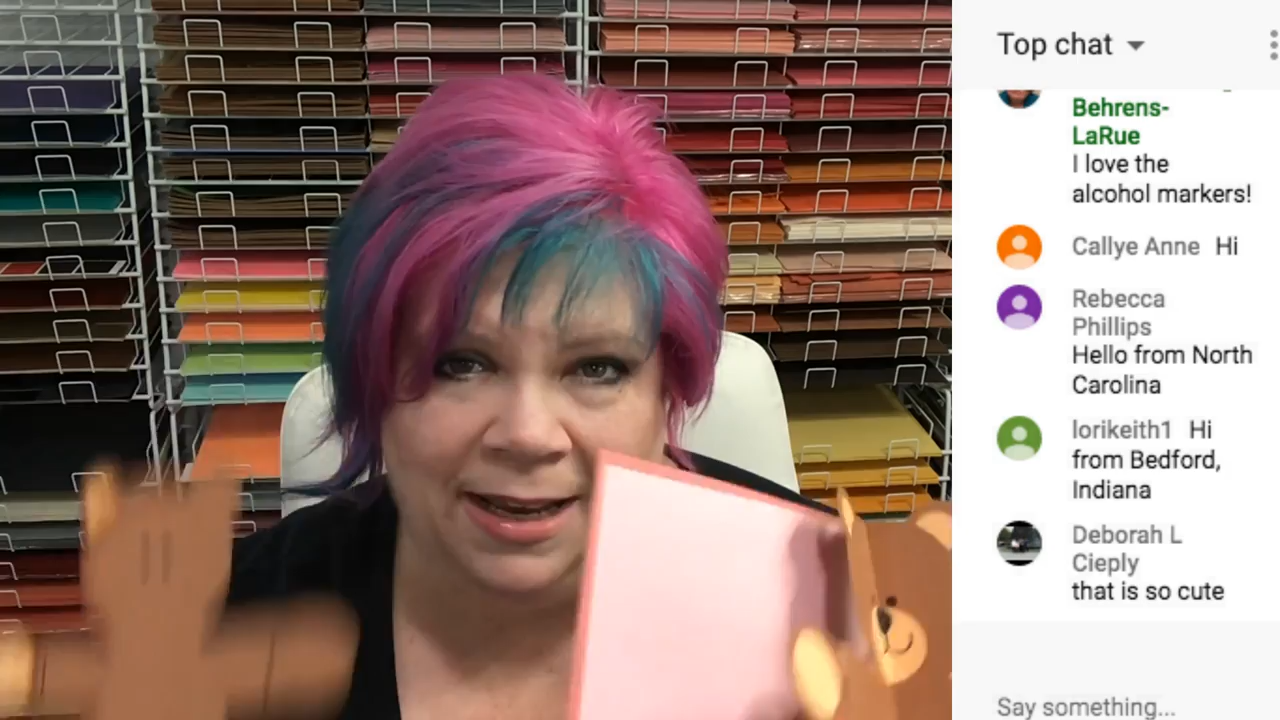 Top chat
Behrens-
LaRue
I love the
alcohol markers!
Callye Anne Hi
Rebecca
Phillips
Hello from North
Carolina
lorikeith1 Hi
from Bedford,
Indiana
Deborah L
Cieply
that is so cute
Say something...